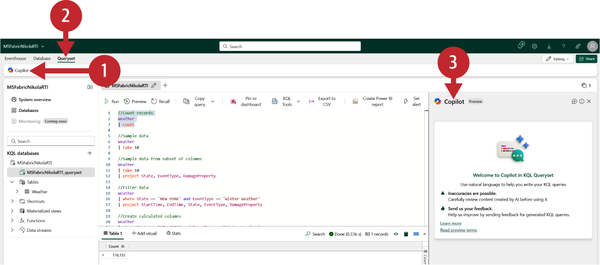 2
1
3
MSFabricNikolaRTI
Search
Eventhouse Database Queryset
Editing
Share
Copilot
MSFabricNikolaRTI
MSFabricNikolaRTI
System overview
Databases
Monitoring Coming soon
Search
KQL databases
MSFabricNikolaRTI
MSFabricNikolaRTI_queryset
Tables
Weather
Shortcuts
Materialized views
Functions
Data streams
Run Preview Recall Copy query Pin to dashboard KQL Tools Export to CSV Create Power BI report Set alert
1 //Count records
2 weather
3 | count
4
5 //Sample data
6 weather
7 | take 10
8
9 //Sample data from subset of columns
10 weather
11 | take 10
12 | project State, EventType, DamageProperty
13
14 //Filter data
15 weather
16 | where State == "NEW YORK" and EventType == "Winter Weather"
17 | project StartTime, EndTime, State, EventType, DamageProperty
18
19 //Create calculated columns
20 weather
Table 1 Add visual Stats
Search Done (0.336 s) 1 records
Count
118,132
Columns
Copilot Preview
Welcome to Copilot in KQL Queryset
Use natural language to help you write your KQL queries
Inaccuracies are possible.
Carefully review content created by AI before using it.
Send us your feedback.
Help us improve by sending feedback for generated KQL queries.
Learn more
Read preview terms